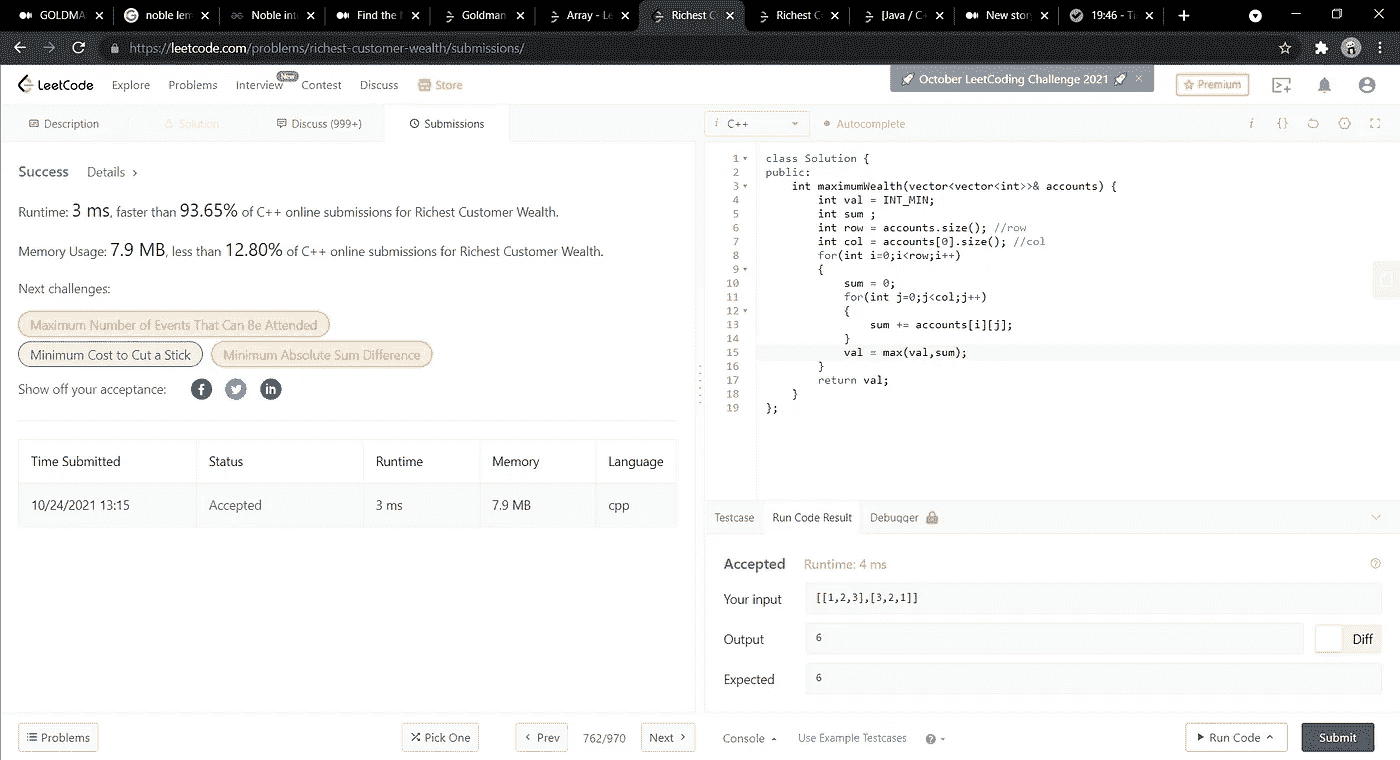 GOLDMA
noble lem
Noble inte
Find the
Goldman
Array - Le
Richest C
Richest C
[Java / C+
New stor
19:46 - Ti
https://leetcode.com/problems/richest-customer-wealth/submissions/
LeetCode
Explore
Problems
New
Interview
Contest
Discuss
Store
October LeetCoding Challenge 2021
Premium
Description
Solution
Discuss (999+)
Submissions
i C++
Autocomplete
i {}
Success
Details >
Runtime: 3 ms, faster than 93.65% of C++ online submissions for Richest Customer Wealth.
Memory Usage: 7.9 MB, less than 12.80% of C++ online submissions for Richest Customer Wealth.
Next challenges:
Maximum Number of Events That Can Be Attended
Minimum Cost to Cut a Stick
Minimum Absolute Sum Difference
Show off your acceptance:
Time Submitted Status Runtime Memory Language
10/24/2021 13:15 Accepted 3 ms 7.9 MB cpp
1 class Solution {
2 public:
3 int maximumWealth(vector<vector<int>>& accounts) {
4 int val = INT_MIN;
5 int sum ;
6 int row = accounts.size(); //row
7 int col = accounts[0].size(); //col
8 for(int i=0;i<row;i++)
9 {
10 sum = 0;
11 for(int j=0;j<col;j++)
12 {
13 sum += accounts[i][j];
14 }
15 val = max(val,sum);
16 }
17 return val;
18 }
19 };
Testcase
Run Code Result
Debugger
Accepted Runtime: 4 ms
Your input [[1,2,3],[3,2,1]]
Output 6 Diff
Expected 6
Problems
Pick One
< Prev
762/970
Next >
Console
Use Example Testcases
Run Code
Submit